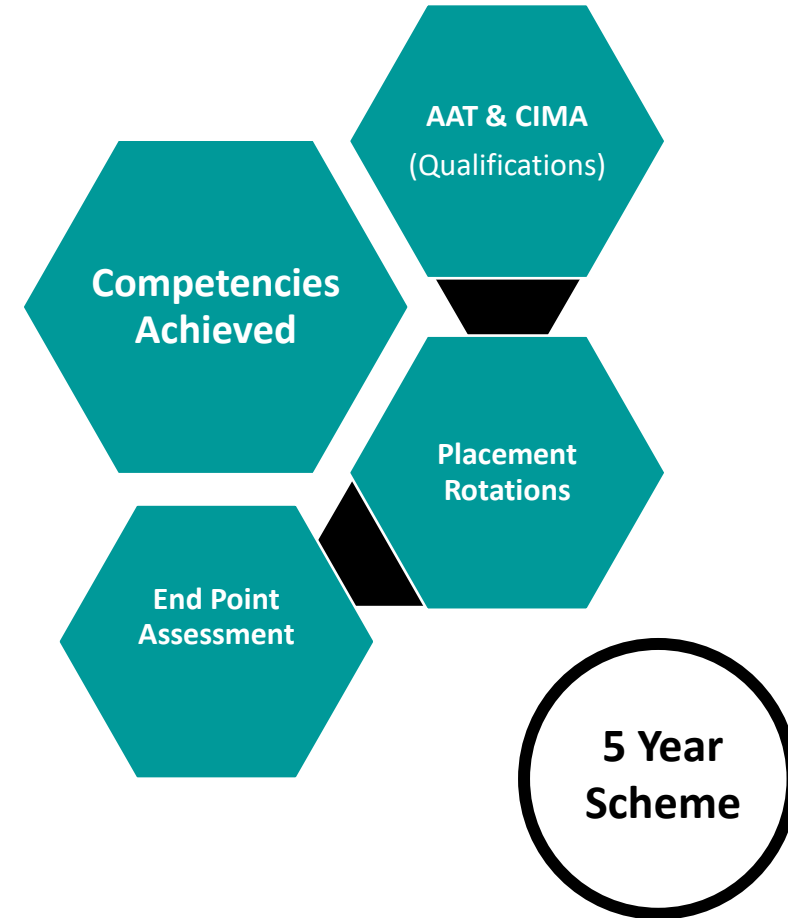 AAT & CIMA
(Qualifications)
Competencies
Achieved
Placement
Rotations
End Point
Assessment
5 Year
Scheme